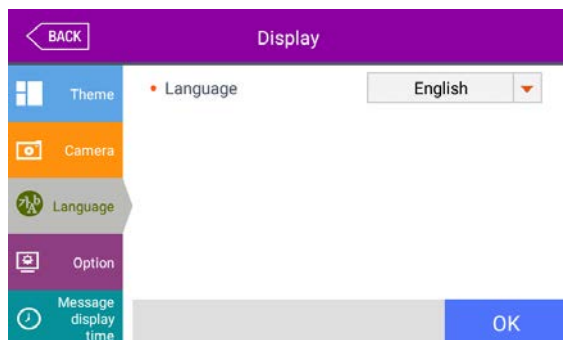 BACK
Display
Theme
Camera
Language
Option
Message
display
time
• Language
English
OK